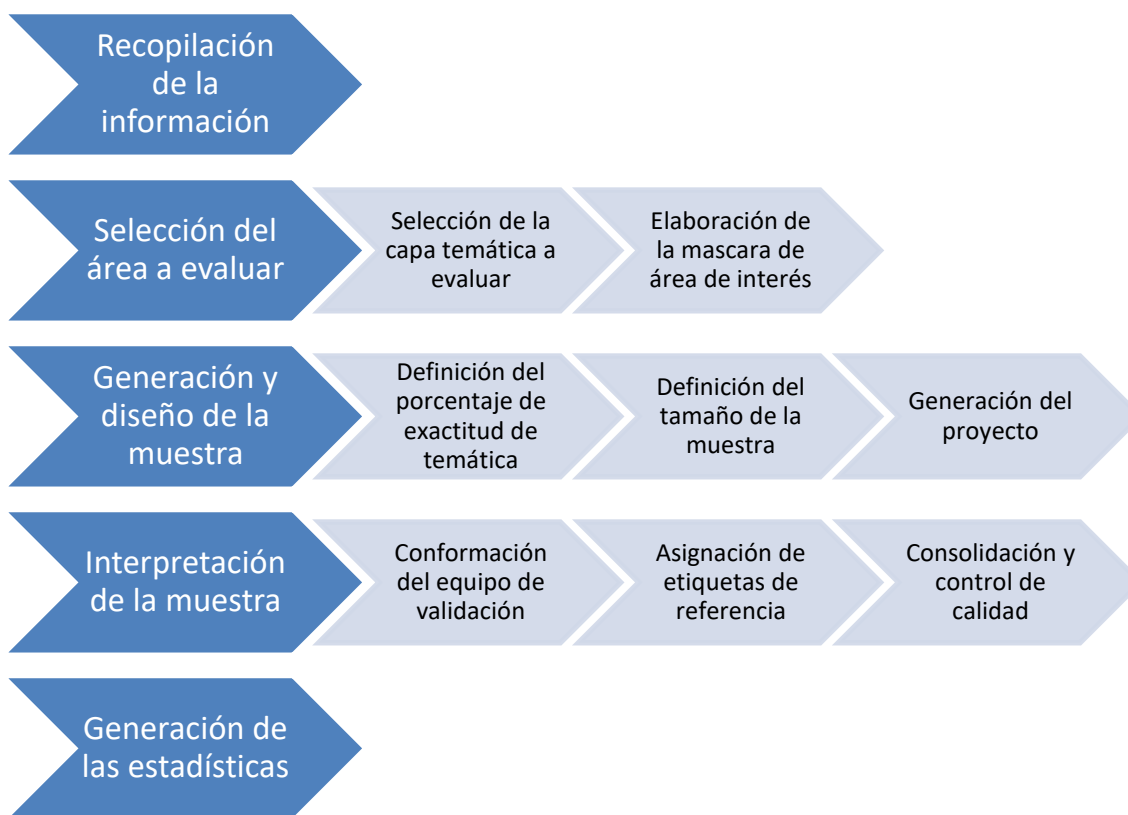 Recopilación
de la
información
Selección del
área a evaluar
Selección de la
capa temática a
evaluar
Elaboración de
la mascara de
área de interés
Generación y
diseño de la
muestra
Definición del
porcentaje de
exactitud de
temática
Definición del
tamaño de la
muestra
Generación del
proyecto
Interpretación
de la muestra
Conformación
del equipo de
validación
Asignación de
etiquetas de
referencia
Consolidación y
control de
calidad
Generación de
las estadísticas